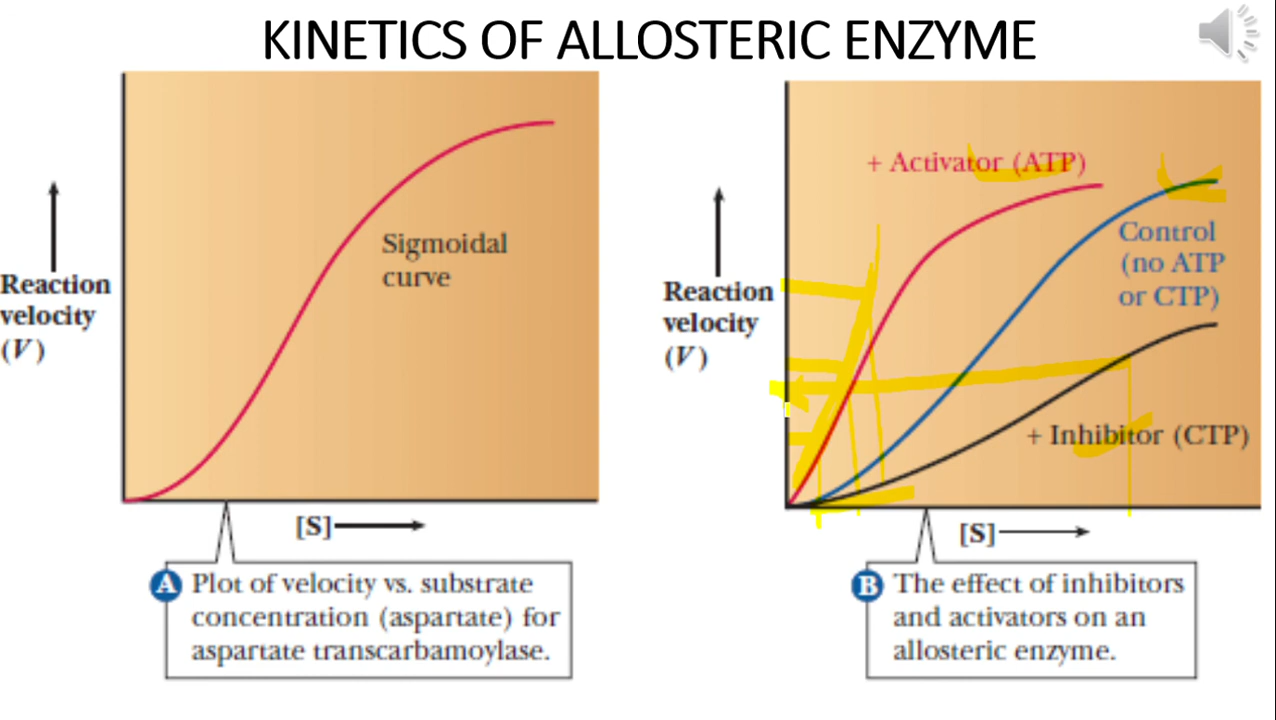 KINETICS OF ALLOSTERIC ENZYME
Sigmoidal
curve
Reaction
velocity
(V)
[S]
A Plot of velocity vs. substrate
concentration (aspartate) for
aspartate transcarbamoylase.
+ Activator (ATP)
Control
(no ATP
or CTP)
Reaction
velocity
(V)
+ Inhibitor (CTP)
[S]
B The effect of inhibitors
and activators on an
allosteric enzyme.